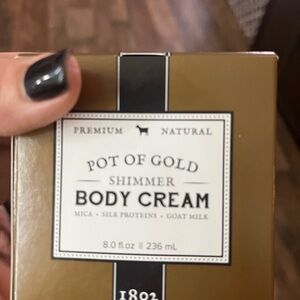 PREMIUM NATURAL
POT OF GOLD
SHIMMER
BODY CREAM
MICA • SILK PROTEINS • GOAT MILK
8.0 fl.oz || 236 mL
1802